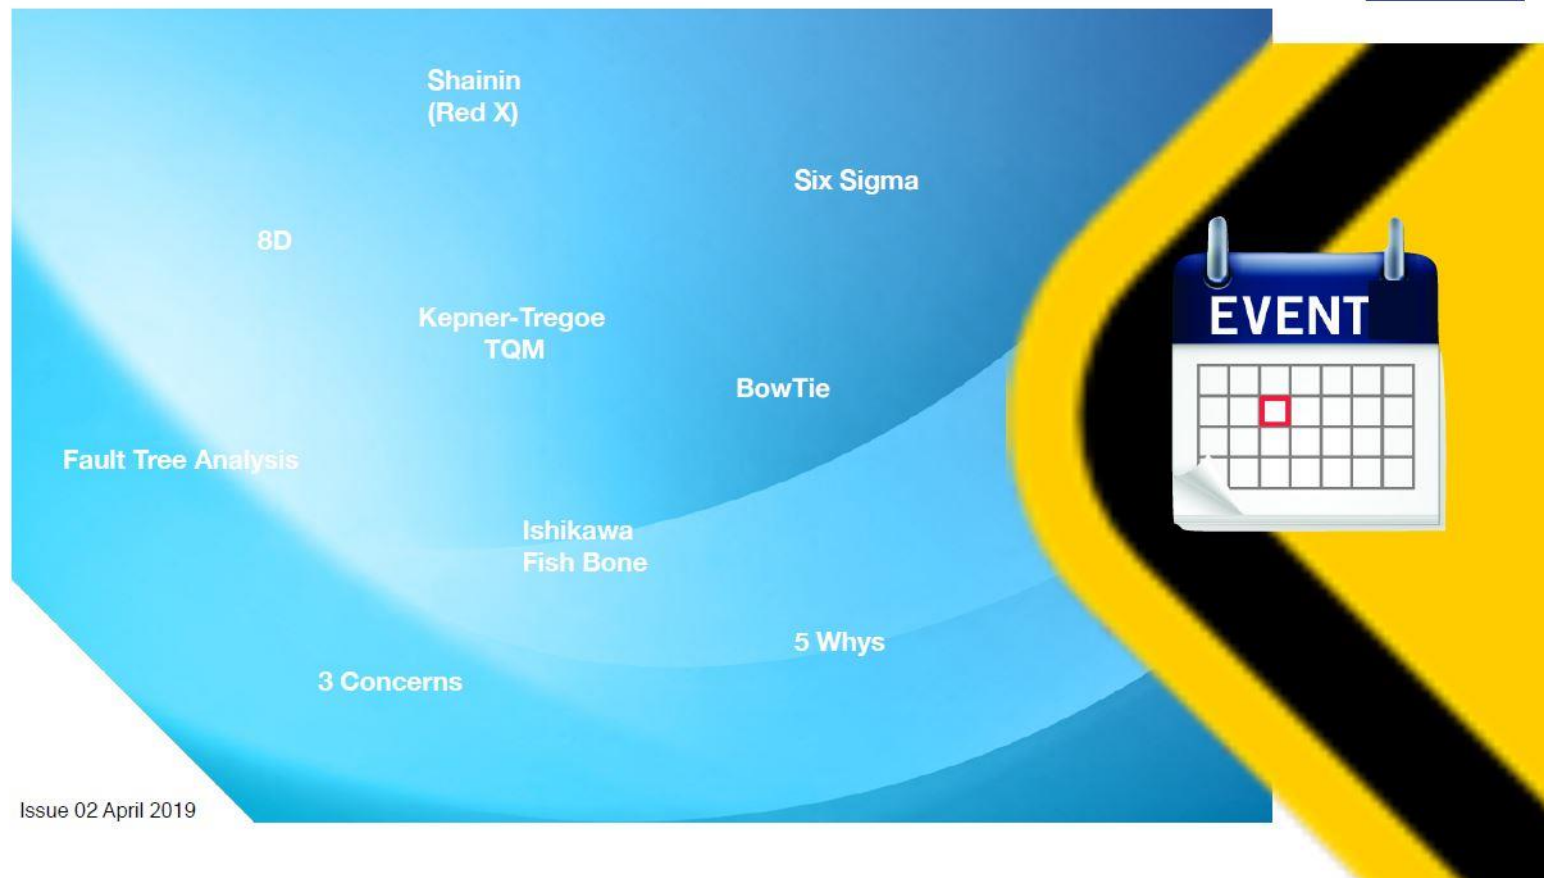 Shainin
(Red X)
Six Sigma
8D
EVENT
Kepner-Tregoe
TQM
BowTie
Fault Tree Analysis
Ishikawa
Fish Bone
5 Whys
3 Concerns
Issue 02 April 2019